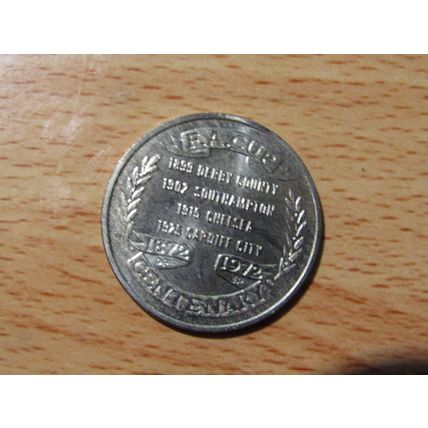 F.A. CUP
1899 DERBY COUNTY
1902 SOUTHAMPTON
1915 CHELSEA
1925 CARDIFF CITY
1872
1972
CENTENARY